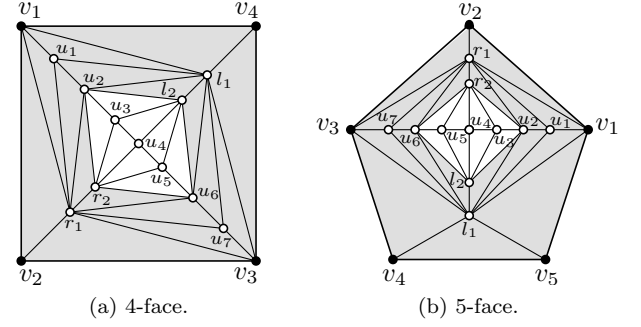 v₁ v₄ v₂
u₁ r₁
u₂ l₁ r₂
l₂
u₃ v₃ u₇ u₆ u₅ u₄ u₃ u₂ u₁ v₁
u₄
u₅ l₂
r₂ u₆
r₁ l₁
u₇
v₂ v₃ v₄ v₅
(a) 4-face. (b) 5-face.